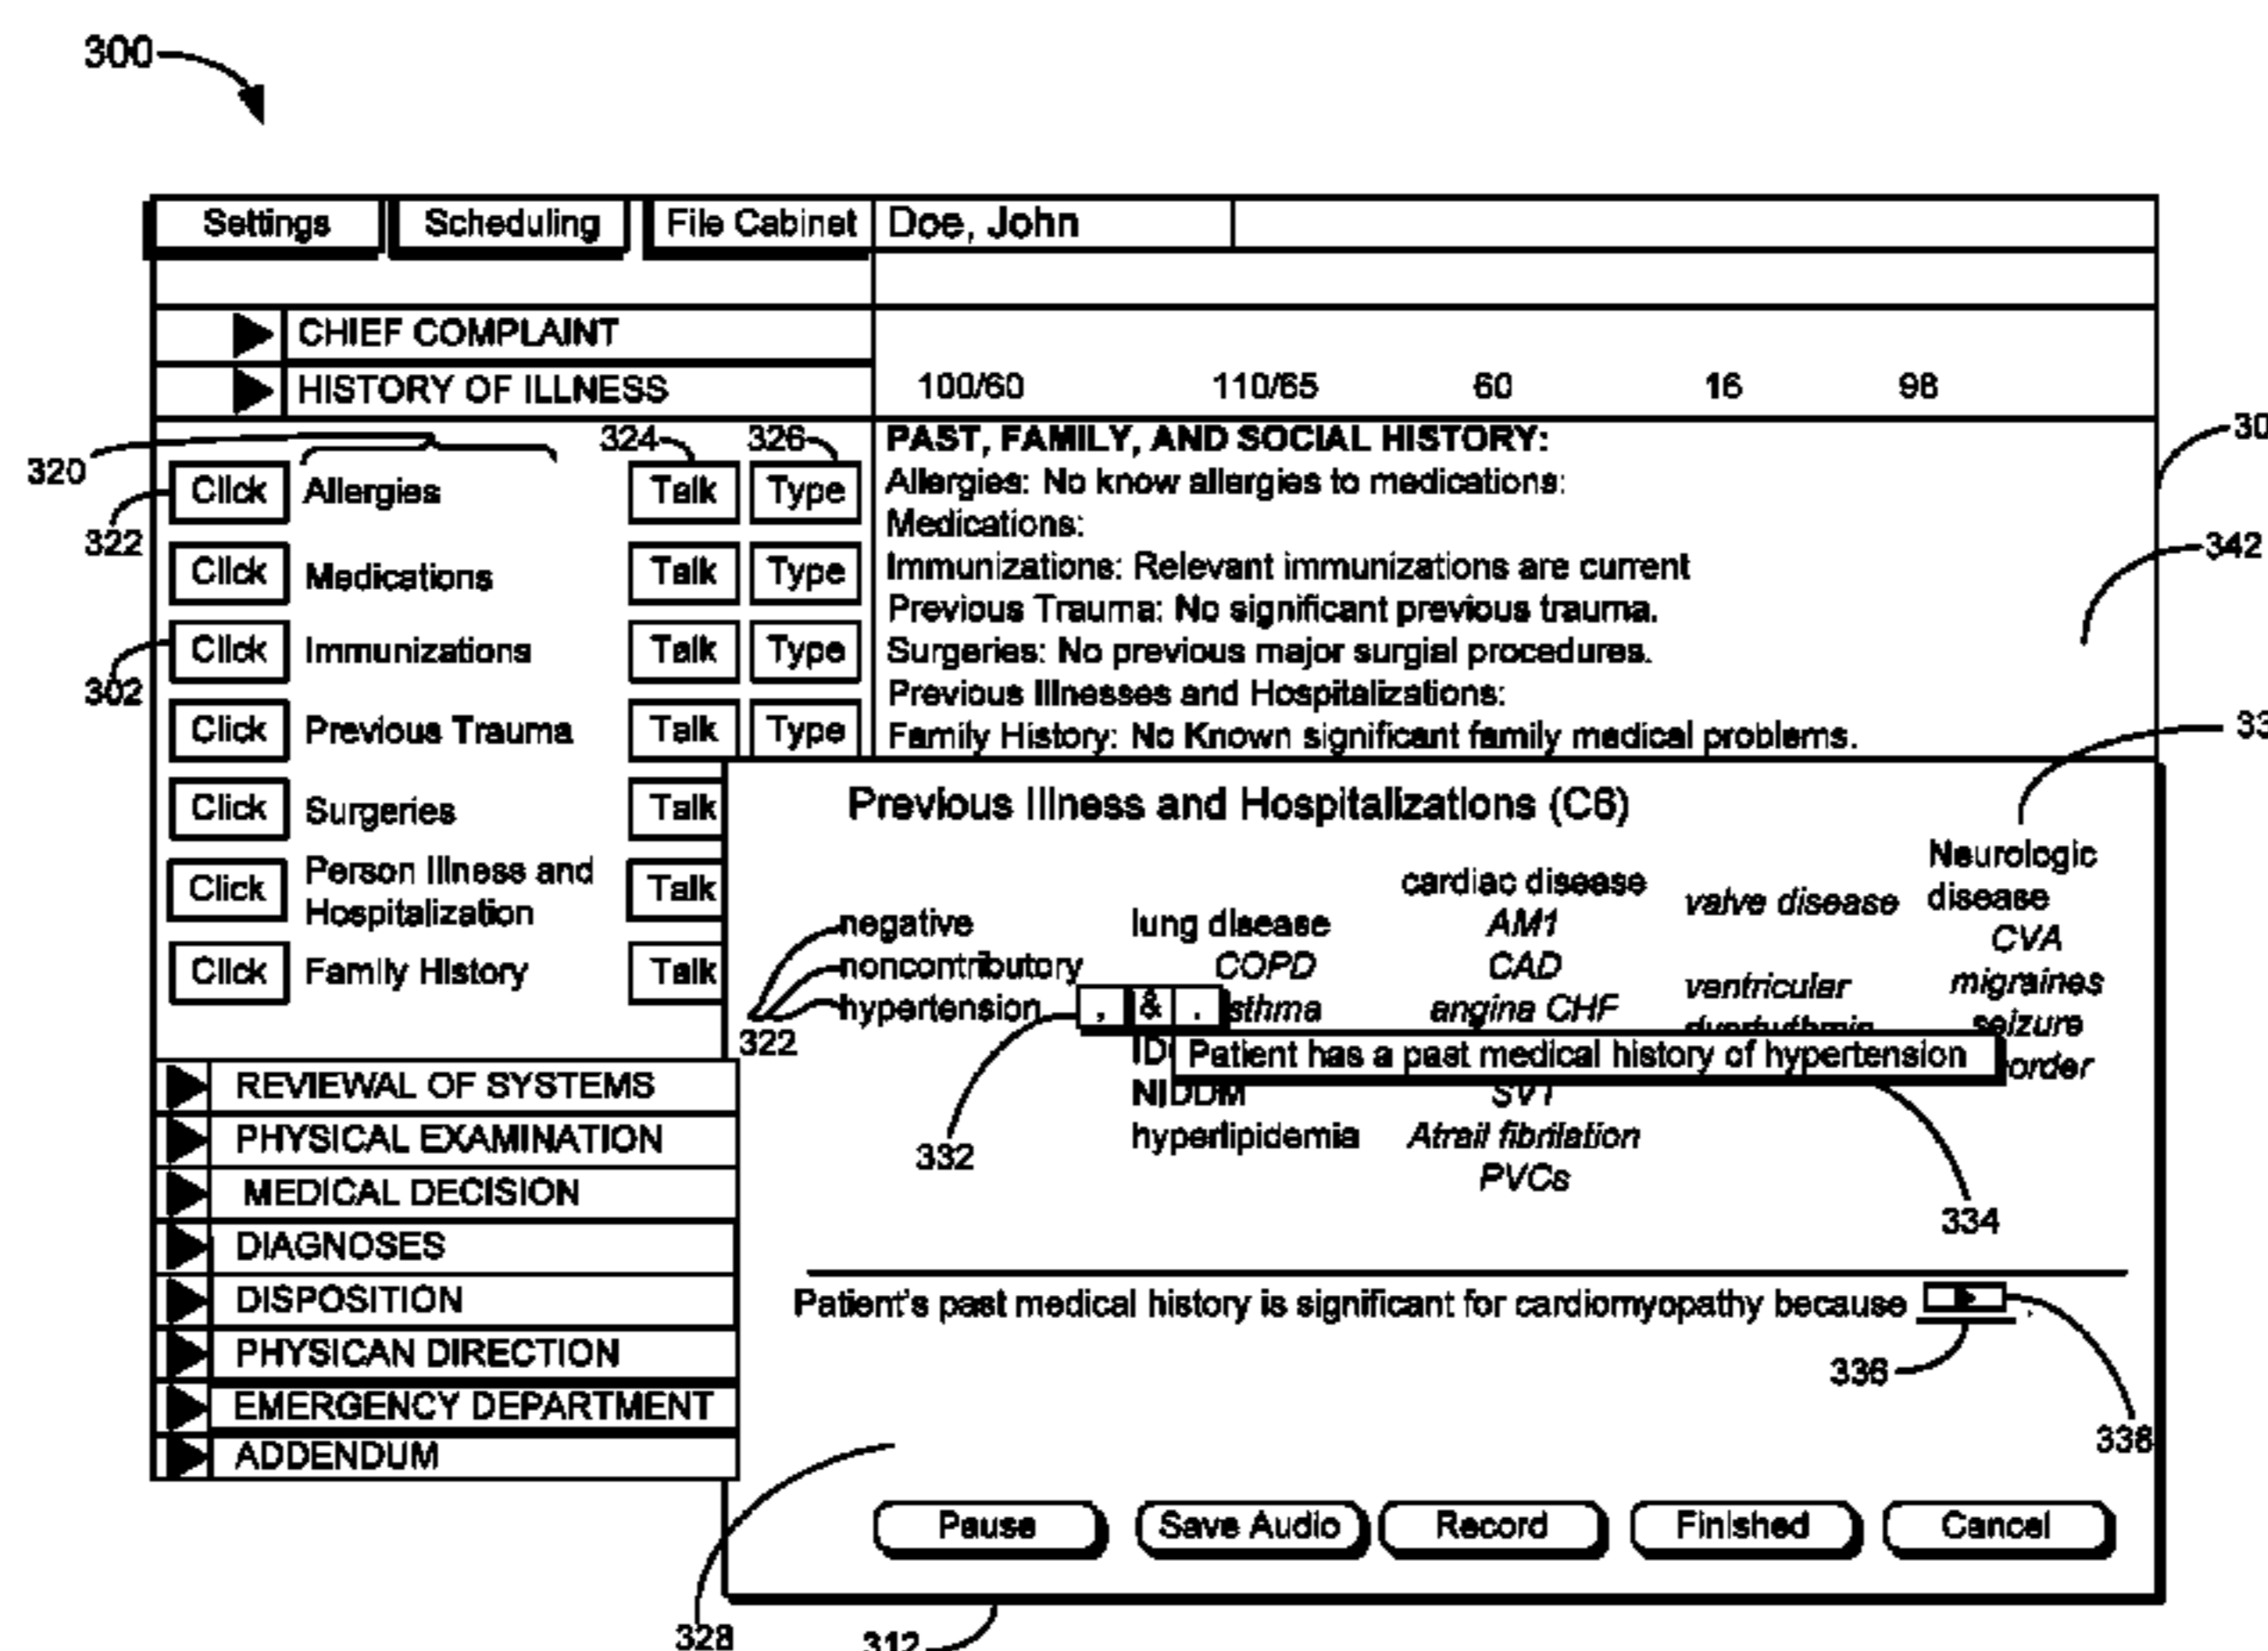 300
Settings Scheduling File Cabinet Doe, John
CHIEF COMPLAINT
HISTORY OF ILLNESS 100/60 110/65 60 16 98
320 324 326
322 302
Click Allergies Talk Type
Click Medications Talk Type
Click Immunizations Talk Type
Click Previous Trauma Talk Type
Click Surgeries Talk
Click Person Illness and Hospitalization Talk
Click Family History Talk
PAST, FAMILY, AND SOCIAL HISTORY:
Allergies: No know allergies to medications:
Medications:
Immunizations: Relevant immunizations are current
Previous Trauma: No significant previous trauma.
Surgeries: No previous major surgial procedures.
Previous Illnesses and Hospitalizations:
Family History: No Known significant family medical problems.
342
REVIEWAL OF SYSTEMS
PHYSICAL EXAMINATION
MEDICAL DECISION
DIAGNOSES
DISPOSITION
PHYSICAN DIRECTION
EMERGENCY DEPARTMENT
ADDENDUM
Previous Illness and Hospitalizations (C6)
negative
noncontributory
hypertension
322
, & .
332
lung disease
COPD
NIDDM
hyperlipidemia
cardiac disease
AM1
CAD
angina CHF
SVT
Atrail fibrilation
PVCs
valve disease
ventricular
Neurologic
disease
CVA
migraines
seizure
Patient has a past medical history of hypertension
334
Patient's past medical history is significant for cardiomyopathy because .
336
338
Pause Save Audio Record Finished Cancel
328 312